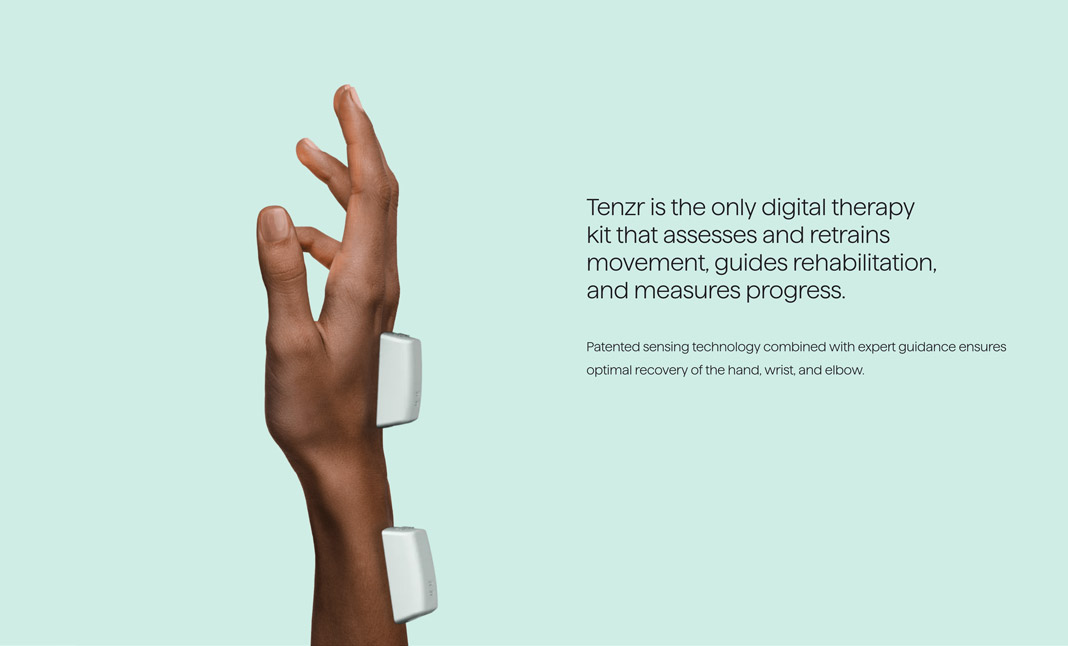 Tenzr is the only digital therapy
kit that assesses and retrains
movement, guides rehabilitation,
and measures progress.
Patented sensing technology combined with expert guidance ensures
optimal recovery of the hand, wrist, and elbow.